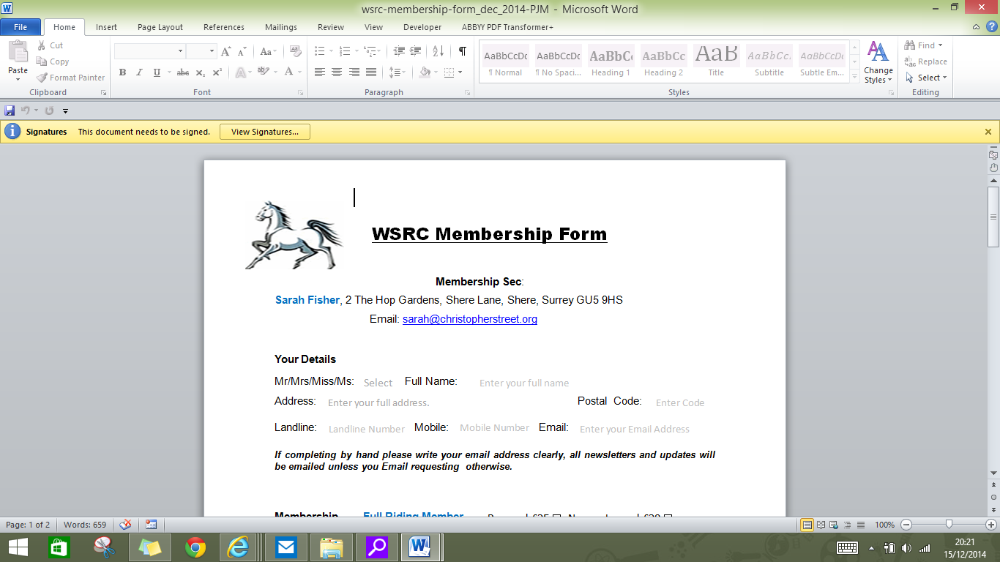 wsrc-membership-form_dec_2014-PJM - Microsoft Word
File Home Insert Page Layout References Mailings Review View Developer ABBYY PDF Transformer+
Paste
Cut
Copy
Format Painter
Clipboard
Font
Paragraph
AaBbCcDc AaBbCcDc AaBbC AaBbCc AaB AaBbCc. AaBbCcDt
¶ Normal ¶ No Spaci... Heading 1 Heading 2 Title Subtitle Subtle Em...
Styles
Change
Styles
Find
Replace
Select
Editing
Signatures This document needs to be signed. View Signatures...
WSRC Membership Form
Membership Sec:
Sarah Fisher, 2 The Hop Gardens, Shere Lane, Shere, Surrey GU5 9HS
Email: sarah@christopherstreet.org
Your Details
Mr/Mrs/Miss/Ms: Select Full Name: Enter your full name
Address: Enter your full address. Postal Code: Enter Code
Landline: Landline Number Mobile: Mobile Number Email: Enter your Email Address
If completing by hand please write your email address clearly, all newsletters and updates will
be emailed unless you Email requesting otherwise.
Membership Full Riding Member
Page: 1 of 2 Words: 659 100%
20:21
15/12/2014